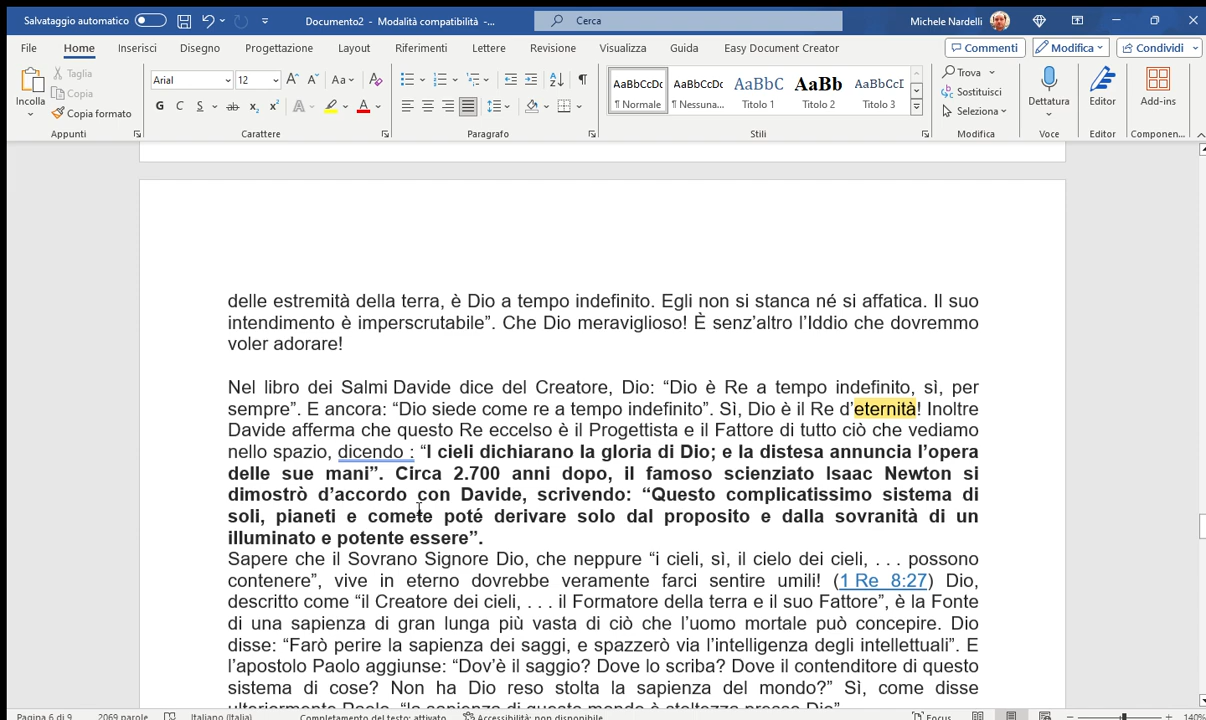 Salvataggio automatico
Documento2 - Modalità compatibilità -...
Cerca
Michele Nardelli
File Home Inserisci Disegno Progettazione Layout Riferimenti Lettere Revisione Visualizza Guida Easy Document Creator
Commenti Modifica Condividi
Incolla
Taglia
Copia
Copia formato
Appunti
Arial 12
G C S ab x2 x2 A A
Carattere
Paragrafo
AaBbCcDc AaBbCcDc AaBbC AaBb AaBbCcD
¶ Normale ¶ Nessuna... Titolo 1 Titolo 2 Titolo 3
Stili
Trova
Sostituisci
Seleziona
Modifica
Dettatura
Voce
Editor
Editor
Add-ins
Componen...
delle estremità della terra, è Dio a tempo indefinito. Egli non si stanca né si affatica. Il suo
intendimento è imperscrutabile”. Che Dio meraviglioso! È senz’altro l’Iddio che dovremmo
voler adorare!
Nel libro dei Salmi Davide dice del Creatore, Dio: “Dio è Re a tempo indefinito, sì, per
sempre”. E ancora: “Dio siede come re a tempo indefinito”. Sì, Dio è il Re d’eternità! Inoltre
Davide afferma che questo Re eccelso è il Progettista e il Fattore di tutto ciò che vediamo
nello spazio, dicendo : “I cieli dichiarano la gloria di Dio; e la distesa annuncia l’opera
delle sue mani”. Circa 2.700 anni dopo, il famoso scienziato Isaac Newton si
dimostrò d’accordo con Davide, scrivendo: “Questo complicatissimo sistema di
soli, pianeti e comete poté derivare solo dal proposito e dalla sovranità di un
illuminato e potente essere”.
Sapere che il Sovrano Signore Dio, che neppure “i cieli, sì, il cielo dei cieli, . . . possono
contenere”, vive in eterno dovrebbe veramente farci sentire umili! (1 Re 8:27) Dio,
descritto come “il Creatore dei cieli, . . . il Formatore della terra e il suo Fattore”, è la Fonte
di una sapienza di gran lunga più vasta di ciò che l’uomo mortale può concepire. Dio
disse: “Farò perire la sapienza dei saggi, e spazzerò via l’intelligenza degli intellettuali”. E
l’apostolo Paolo aggiunse: “Dov’è il saggio? Dove lo scriba? Dove il contenditore di questo
sistema di cose? Non ha Dio reso stolta la sapienza del mondo?” Sì, come disse
ulteriormente Paolo, “la sapienza di questo mondo è stoltezza presso Dio”.
Pagina 6 di 9 2069 parole Italiano (Italia) Completamento del testo: attivato Accessibilità: non disponibile Focus 140%